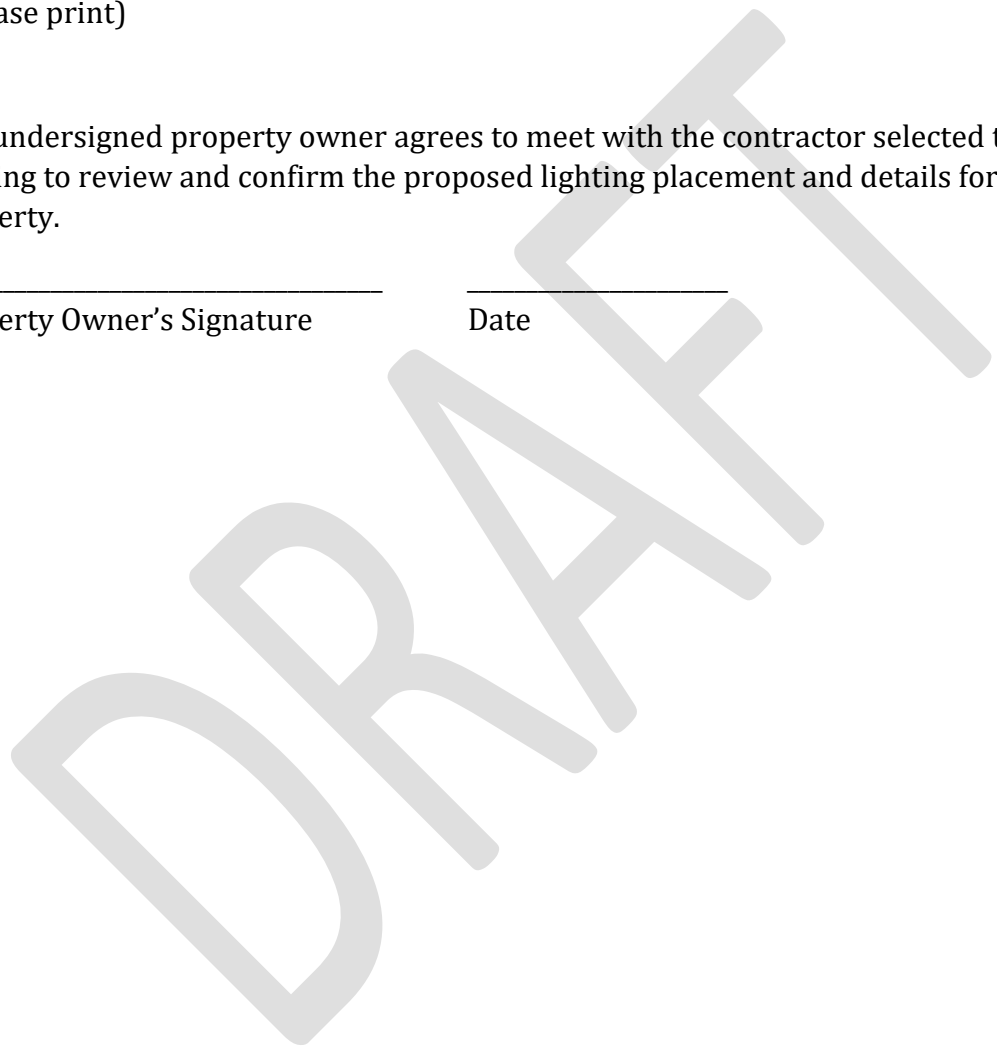 ase print)
undersigned property owner agrees to meet with the contractor selected t
ng to review and confirm the proposed lighting placement and details for
erty.
erty Owner’s Signature Date
DRAFT